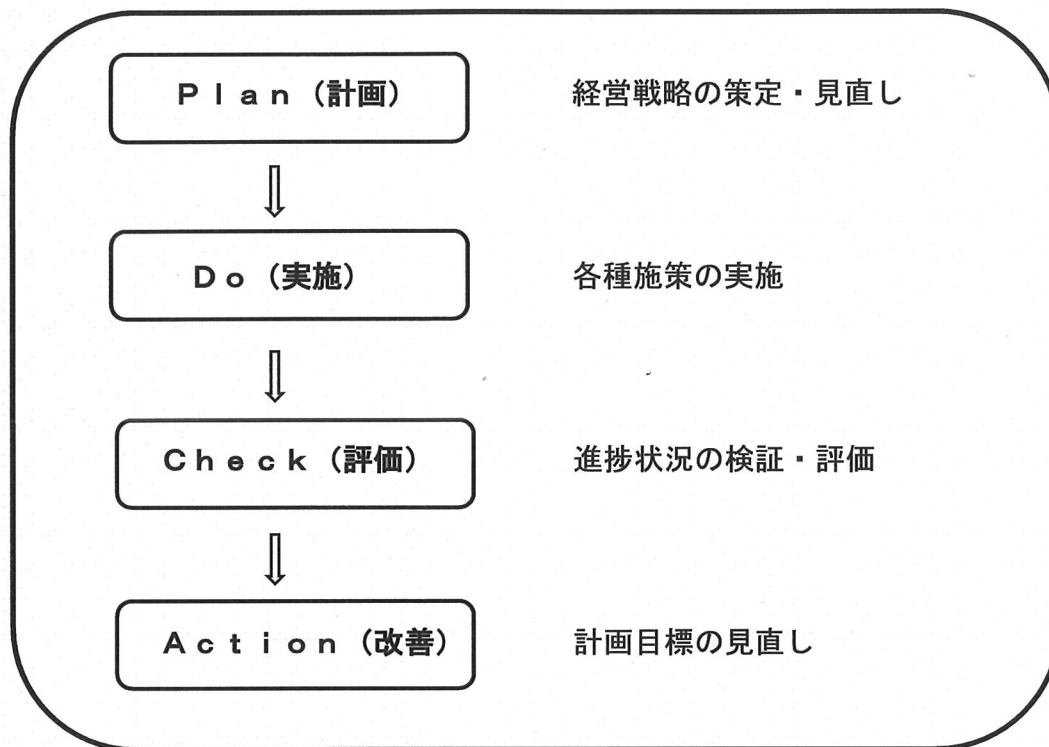 Ｐｌａｎ（計画）　経営戦略の策定・見直し
Ｄｏ（実施）　各種施策の実施
Ｃｈｅｃｋ（評価）　進捗状況の検証・評価
Ａｃｔｉｏｎ（改善）　計画目標の見直し